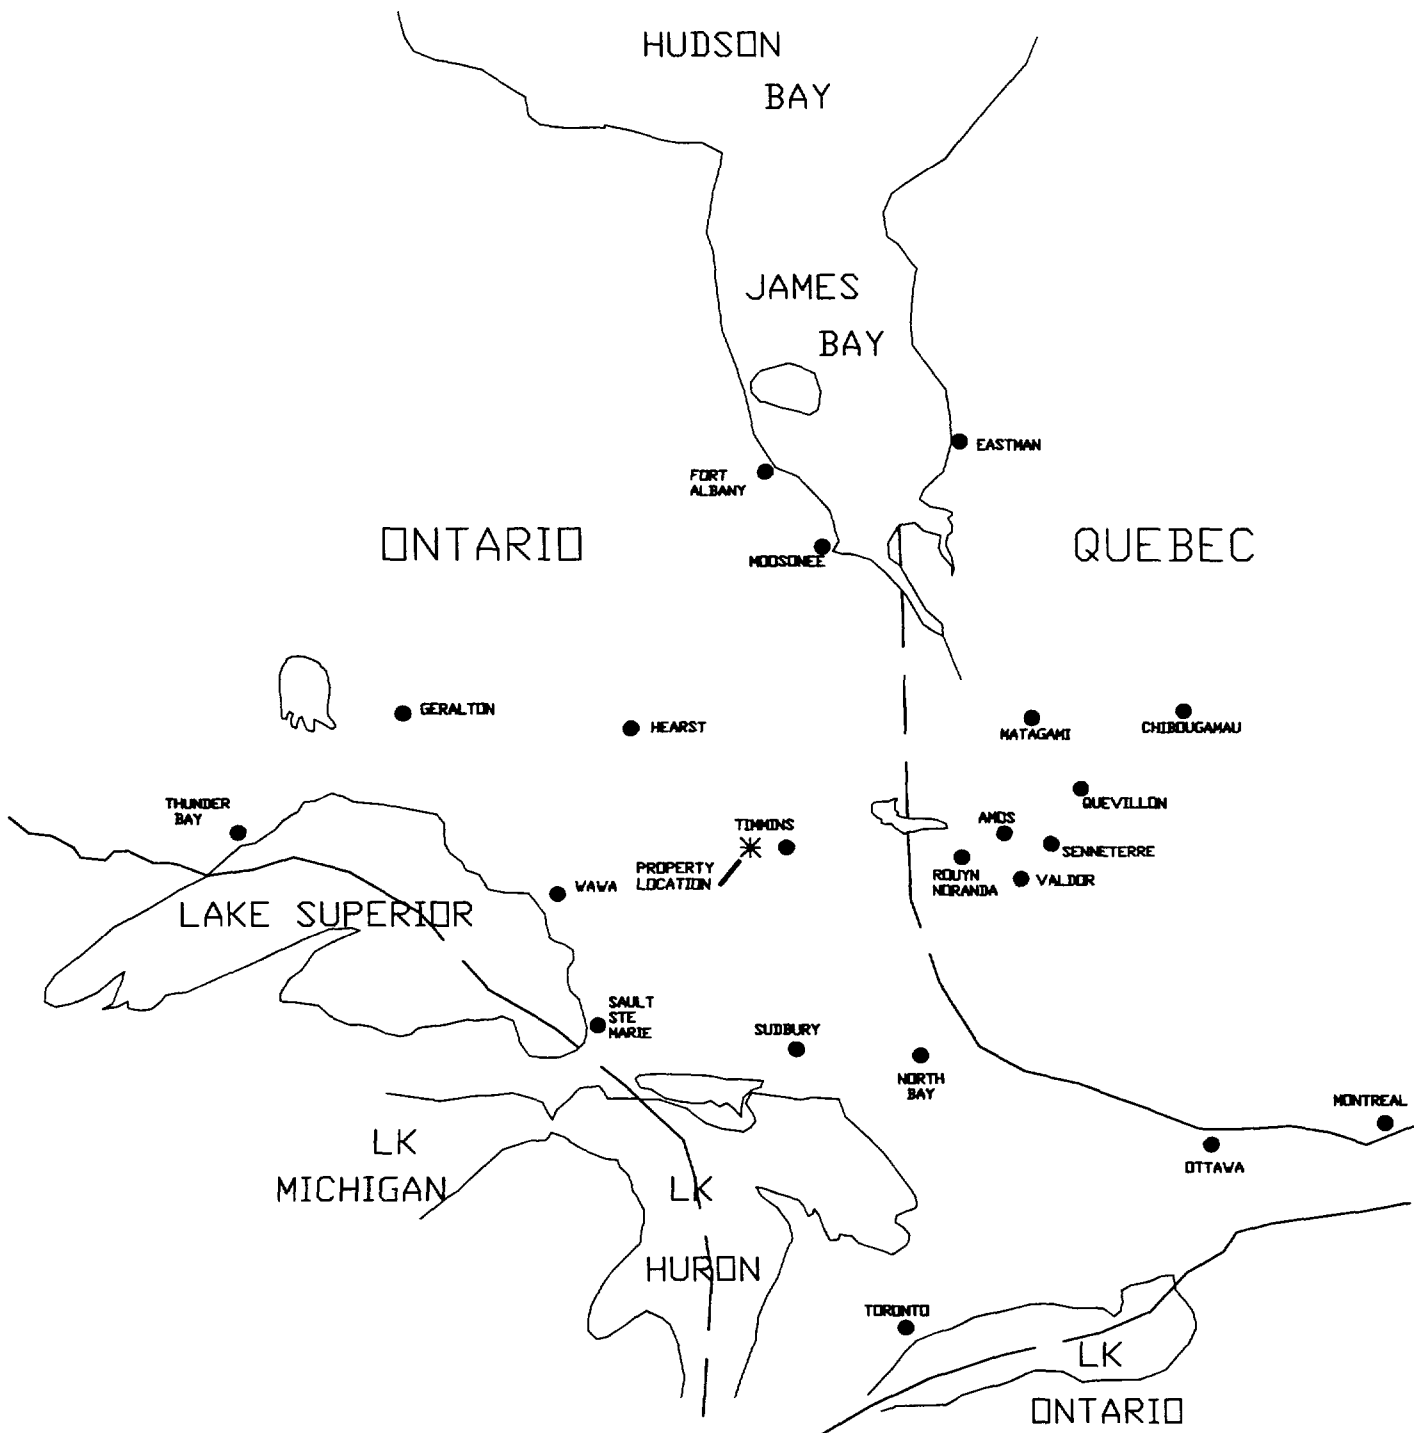 HUDSON
BAY
JAMES
BAY
EASTMAN
FORT
ALBANY
ONTARIO
QUEBEC
MOOSONEE
GERALTON
HEARST
MATAGAMI
CHIBOUGAMAU
THUNDER
BAY
QUEVILLON
TIMMINS
AMOS
SENNETERRE
PROPERTY
LOCATION
ROUYN
NORANDA
VALDOR
WAWA
LAKE SUPERIOR
SAULT
STE
MARIE
SUDBURY
NORTH
BAY
MONTREAL
LK
MICHIGAN
OTTAWA
LK
HURON
TORONTO
LK
ONTARIO